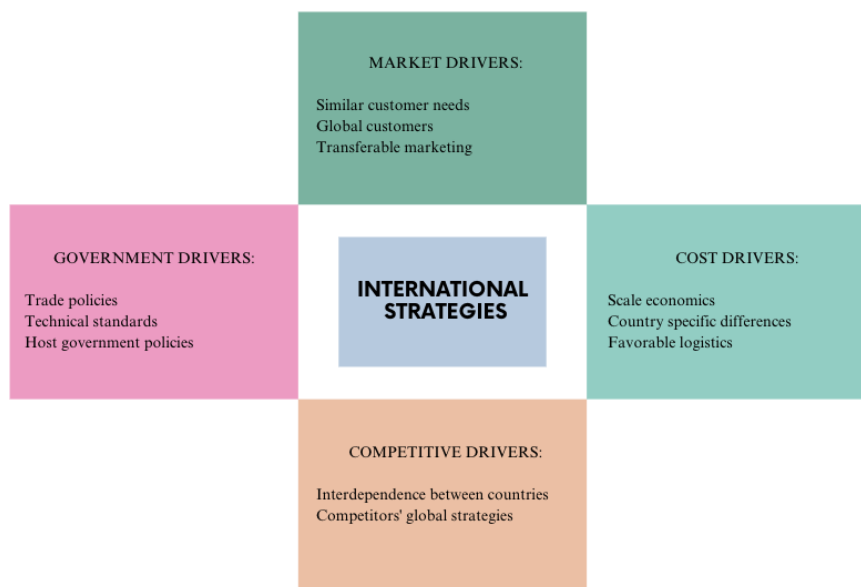 MARKET DRIVERS:
Similar customer needs
Global customers
Transferable marketing
GOVERNMENT DRIVERS:
Trade policies
Technical standards
Host government policies
INTERNATIONAL
STRATEGIES
COST DRIVERS:
Scale economics
Country specific differences
Favorable logistics
COMPETITIVE DRIVERS:
Interdependence between countries
Competitors' global strategies